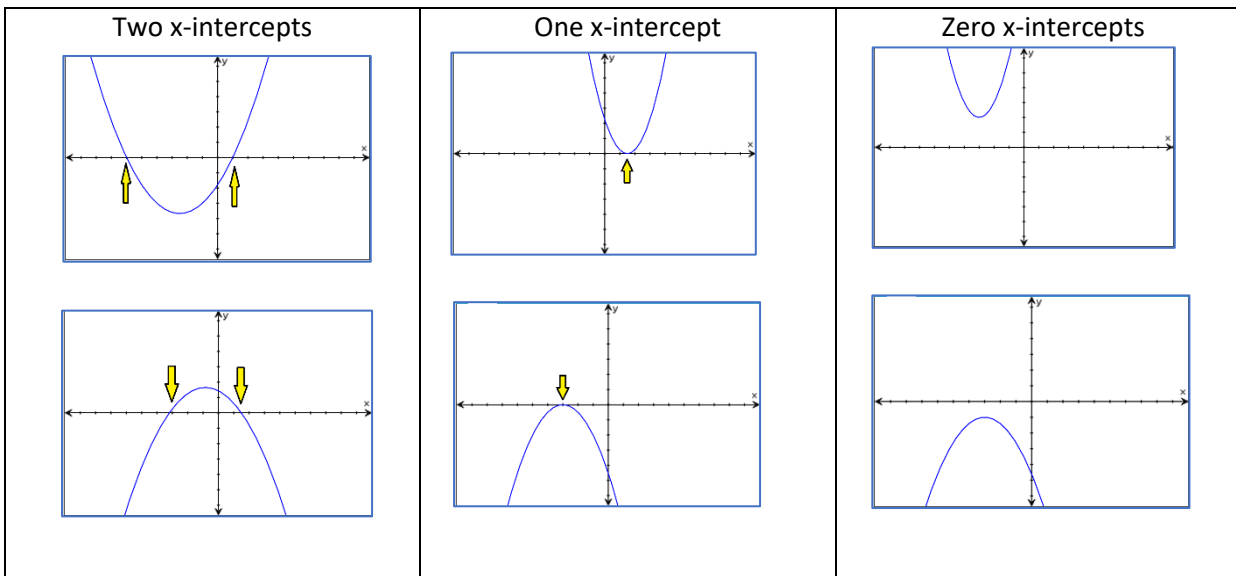 Two x-intercepts
One x-intercept
Zero x-intercepts
y
x
y
x
y
x
y
x
y
x
y
x